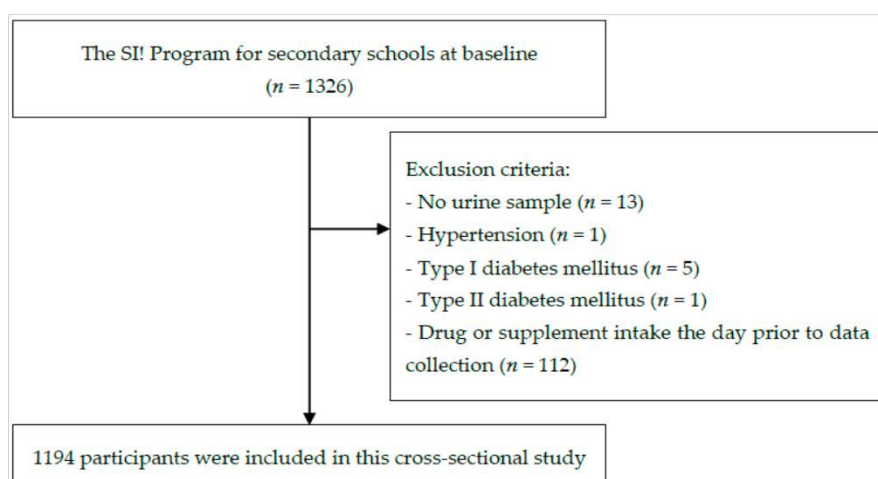 The SI! Program for secondary schools at baseline
(n = 1326)
Exclusion criteria:
- No urine sample (n = 13)
- Hypertension (n = 1)
- Type I diabetes mellitus (n = 5)
- Type II diabetes mellitus (n = 1)
- Drug or supplement intake the day prior to data
collection (n = 112)
1194 participants were included in this cross-sectional study